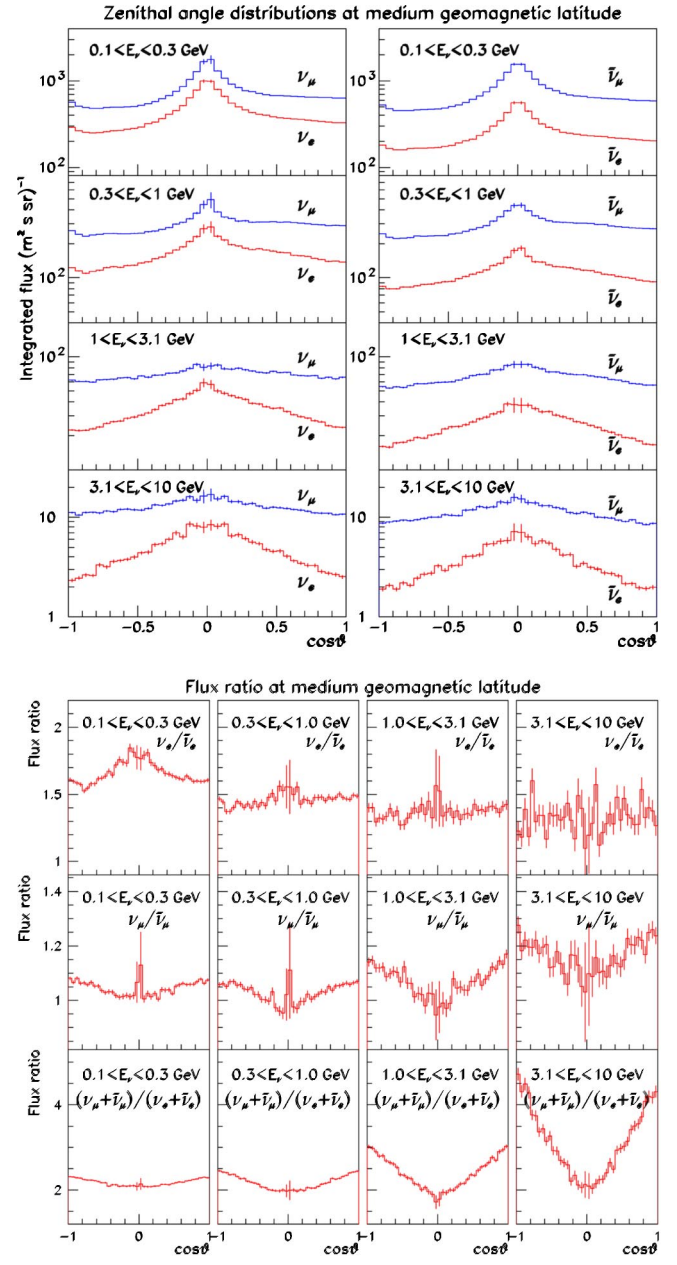 Zenithal angle distributions at medium geomagnetic latitude
Integrated flux (m² s sr)⁻¹
0.1<Eν<0.3 GeV
νμ
νe
10³
10²
0.1<Eν<0.3 GeV
ν̄μ
ν̄e
0.3<Eν<1 GeV
νμ
νe
10²
0.3<Eν<1 GeV
ν̄μ
ν̄e
1<Eν<3.1 GeV
νμ
νe
10²
1<Eν<3.1 GeV
ν̄μ
ν̄e
3.1<Eν<10 GeV
νμ
νe
10
1
3.1<Eν<10 GeV
ν̄μ
ν̄e
−1 −0.5 0 0.5 1 −1 −0.5 0 0.5 1
cosϑ cosϑ
Flux ratio at medium geomagnetic latitude
Flux ratio
2
1.5
1
0.1<Eν<0.3 GeV
νe/ν̄e
0.3<Eν<1.0 GeV
νe/ν̄e
1.0<Eν<3.1 GeV
νe/ν̄e
3.1<Eν<10 GeV
νe/ν̄e
Flux ratio
1.4
1.2
1
0.1<Eν<0.3 GeV
νμ/ν̄μ
0.3<Eν<1.0 GeV
νμ/ν̄μ
1.0<Eν<3.1 GeV
νμ/ν̄μ
3.1<Eν<10 GeV
νμ/ν̄μ
Flux ratio
4
2
0.1<Eν<0.3 GeV
(νμ+ν̄μ)/(νe+ν̄e)
0.3<Eν<1.0 GeV
(νμ+ν̄μ)/(νe+ν̄e)
1.0<Eν<3.1 GeV
(νμ+ν̄μ)/(νe+ν̄e)
3.1<Eν<10 GeV
(νμ+ν̄μ)/(νe+ν̄e)
−1 0 1 0 1 −1 0 1 −1 0 1
cosϑ cosϑ cosϑ cosϑ